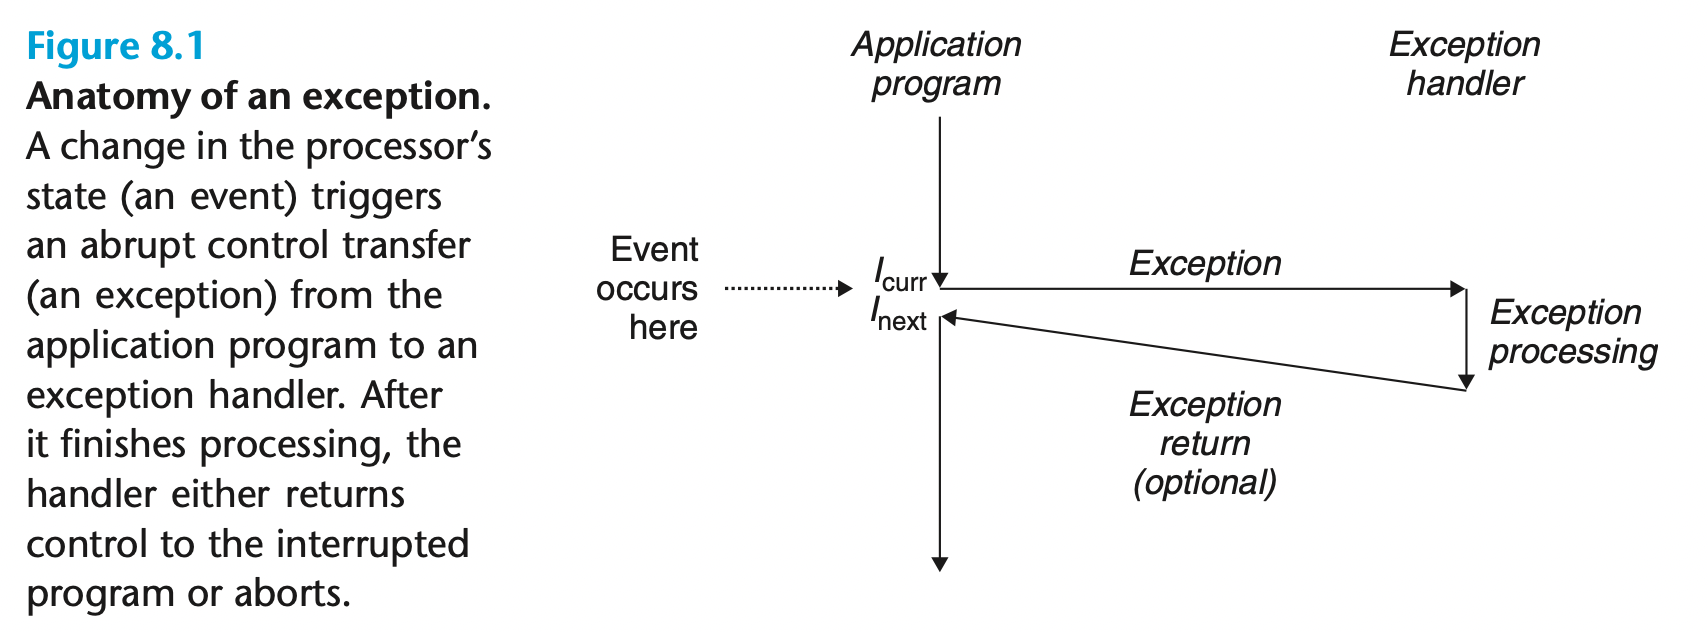 Figure 8.1
Anatomy of an exception.
A change in the processor’s
state (an event) triggers
an abrupt control transfer
(an exception) from the
application program to an
exception handler. After
it finishes processing, the
handler either returns
control to the interrupted
program or aborts.
Application
program
Exception
handler
Event
occurs
here
Icurr
Inext
Exception
Exception
processing
Exception
return
(optional)